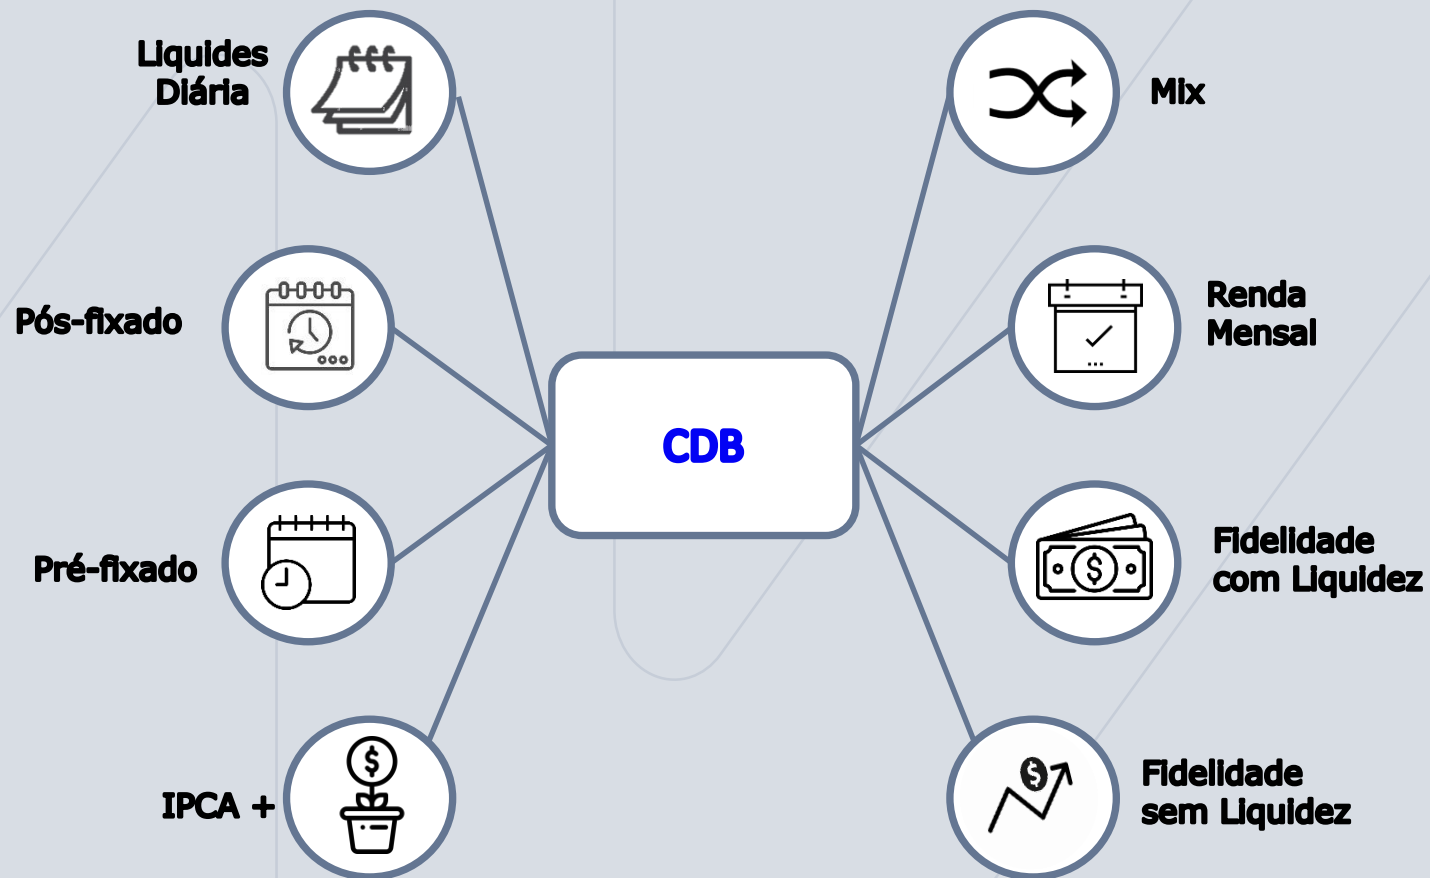 Liquides
Diária
Pós-fixado
Pré-fixado
IPCA +
CDB
Mix
Renda
Mensal
Fidelidade
com Liquidez
Fidelidade
sem Liquidez